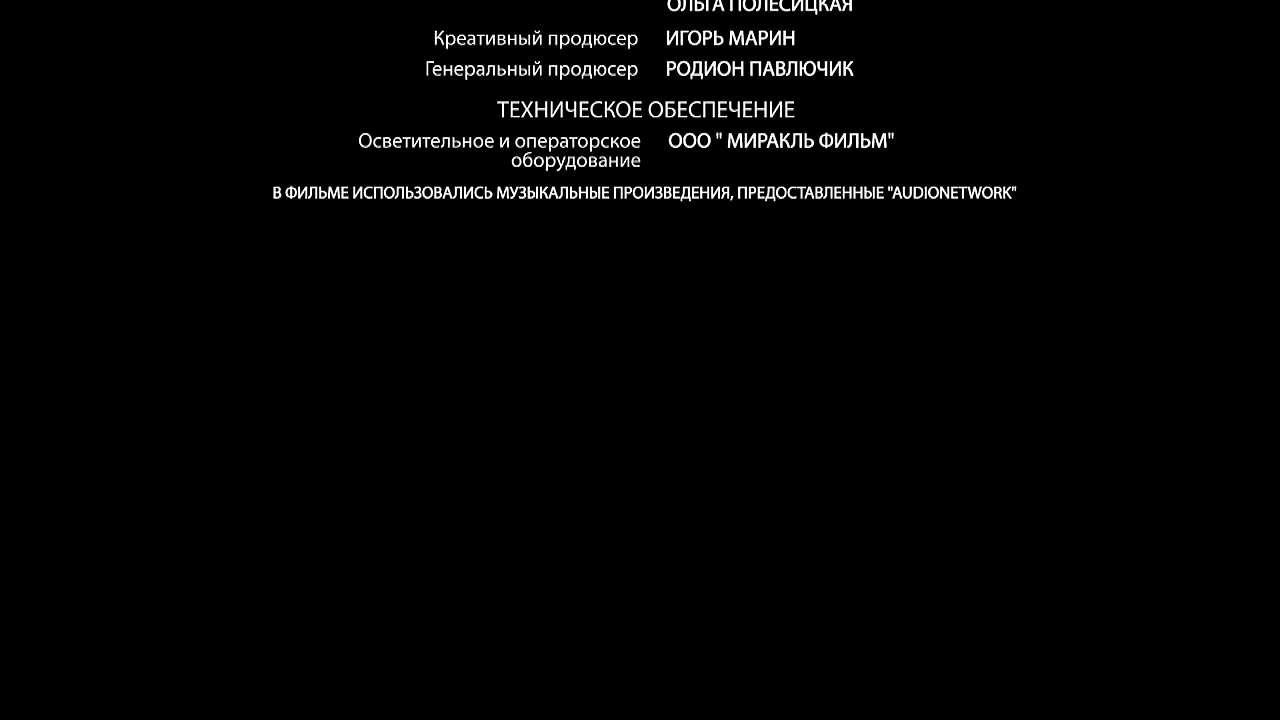 ОЛЬГА ПОЛЕСИЦКАЯ
Креативный продюсер ИГОРЬ МАРИН
Генеральный продюсер РОДИОН ПАВЛЮЧИК
ТЕХНИЧЕСКОЕ ОБЕСПЕЧЕНИЕ
Осветительное и операторское ООО " МИРАКЛЬ ФИЛЬМ"
оборудование
В ФИЛЬМЕ ИСПОЛЬЗОВАЛИСЬ МУЗЫКАЛЬНЫЕ ПРОИЗВЕДЕНИЯ, ПРЕДОСТАВЛЕННЫЕ "AUDIONETWORK"